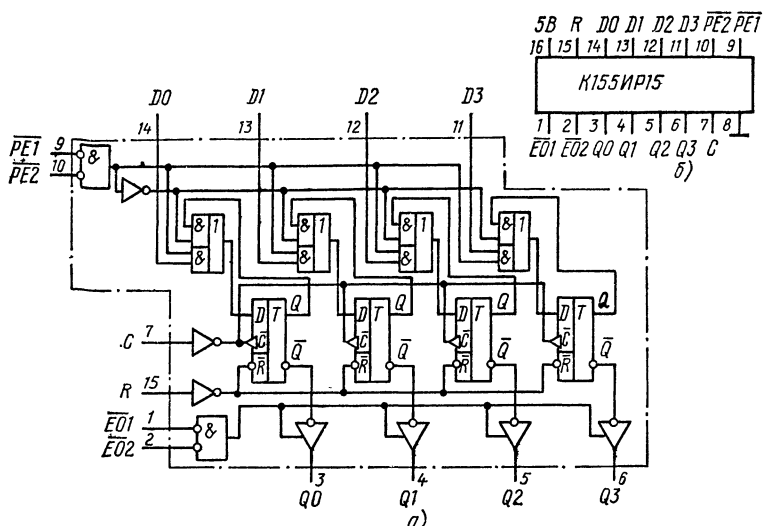 5В R D0 D1 D2 D3 PE2 PE1
16 15 14 13 12 11 10 9
К155ИР15
1 2 3 4 5 6 7 8
EO1 EO2 Q0 Q1 Q2 Q3 C
б)
D0 D1 D2 D3
14 13 12 11
PE1 9
PE2 10
&
& 1 & 1 & 1 & 1
& & & &
Q Q Q Q
D T D T D T D T
C 7
C C C C
Q Q Q Q
R R R R
R 15
EO1 1
EO2 2
&
3 4 5 6
Q0 Q1 Q2 Q3
а)